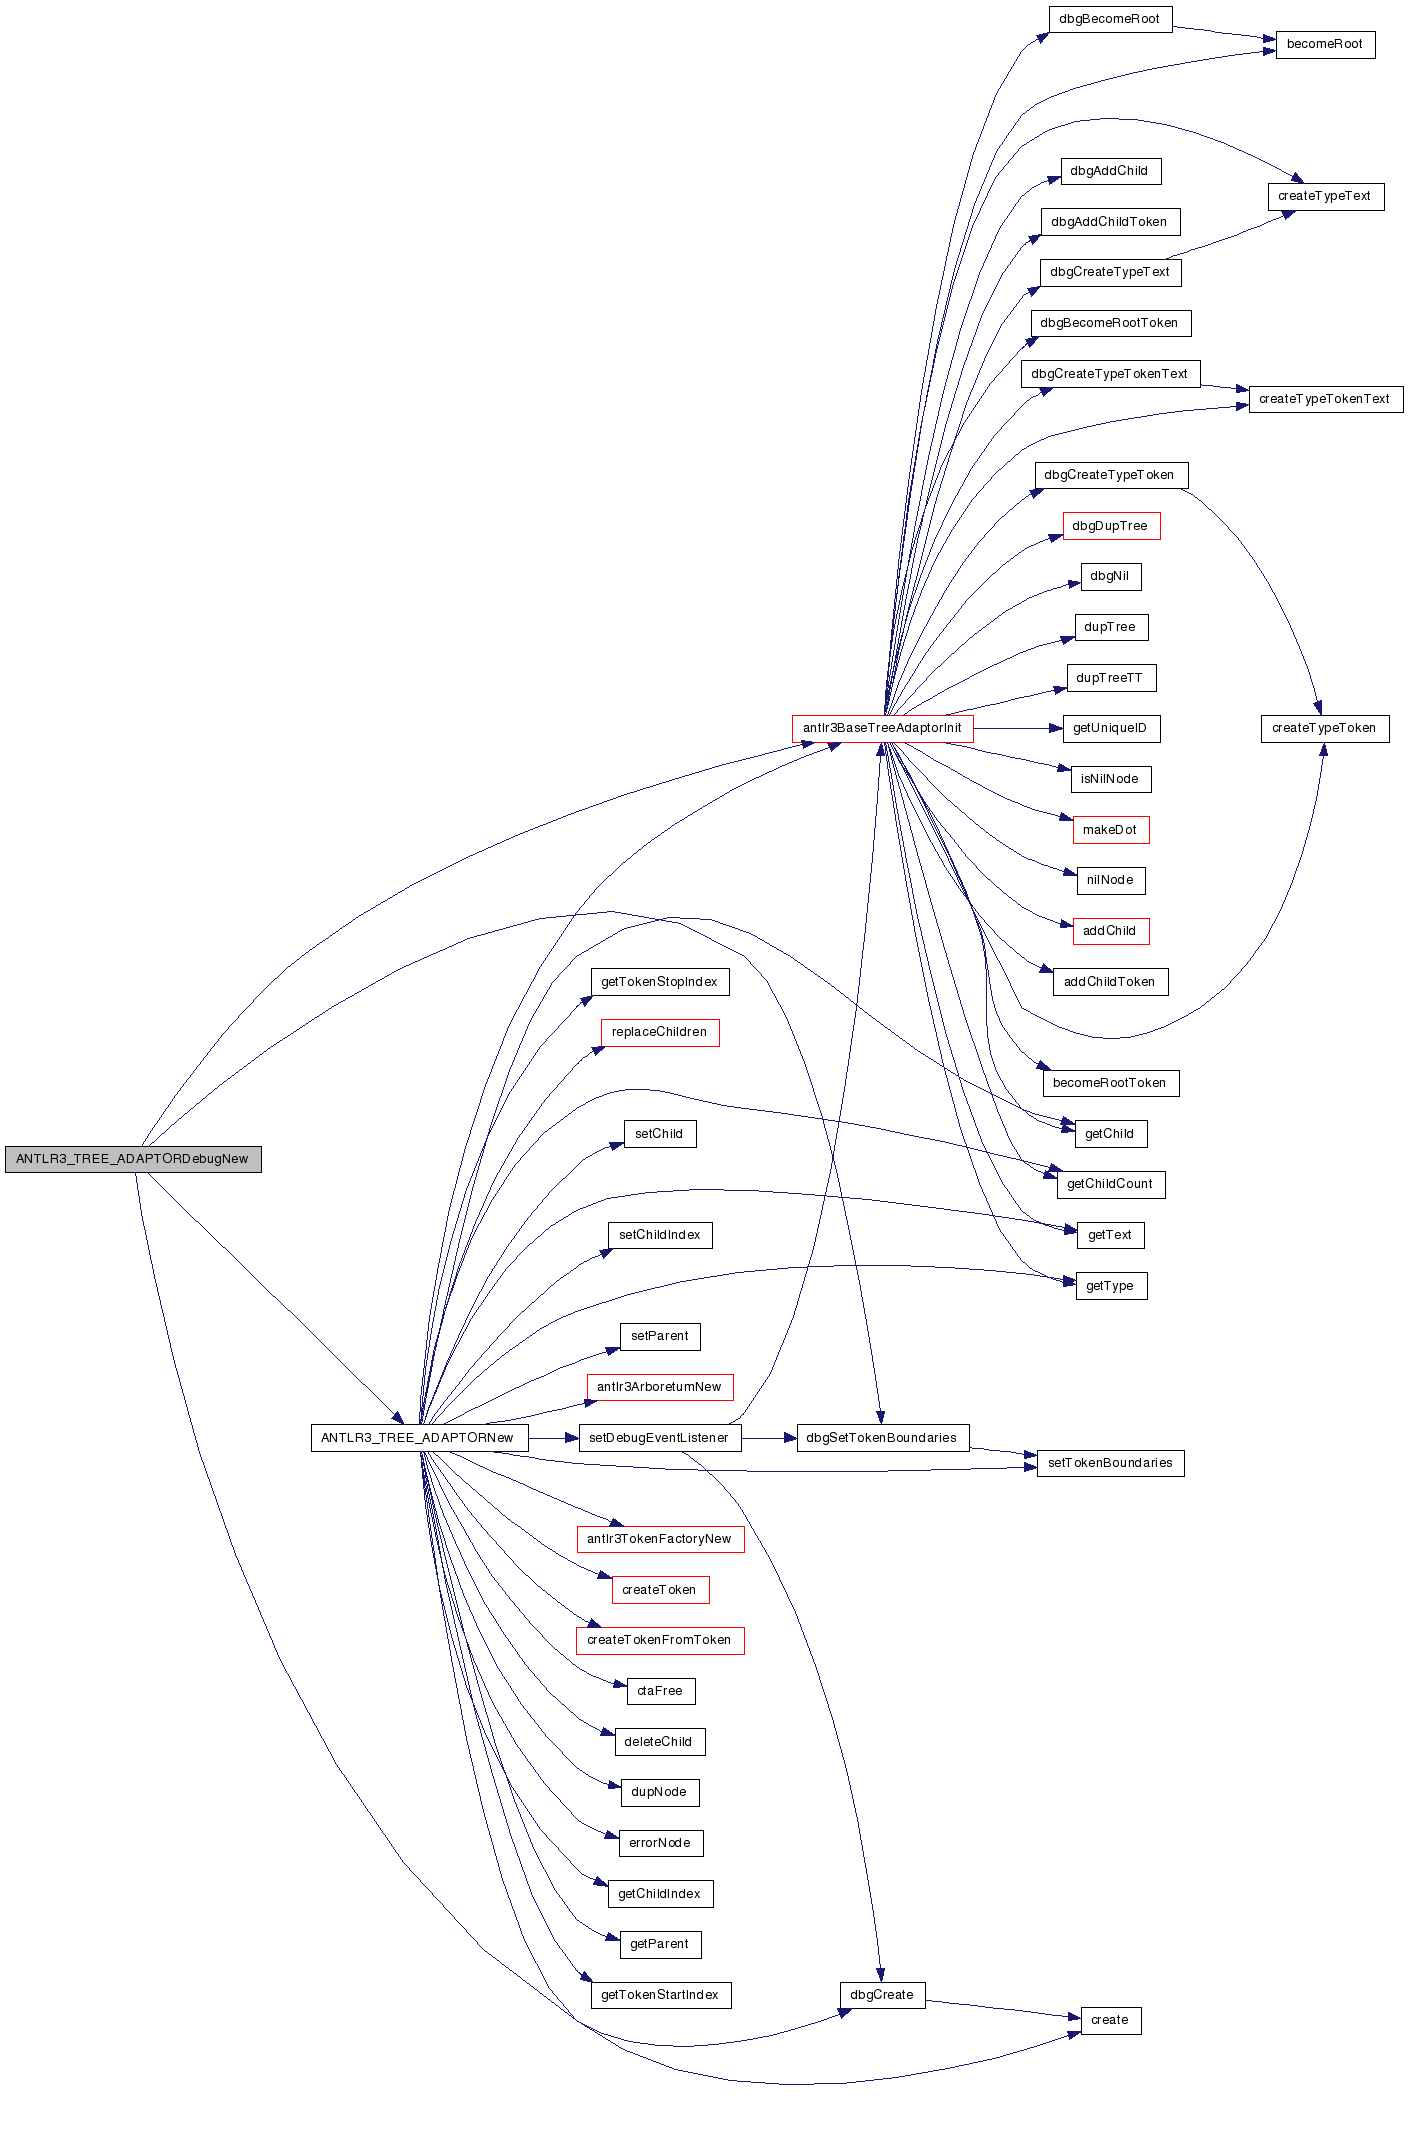 dbgBecomeRoot
becomeRoot
dbgAddChild
createTypeText
dbgAddChildToken
dbgCreateTypeText
dbgBecomeRootToken
dbgCreateTypeTokenText
createTypeTokenText
dbgCreateTypeToken
dbgDupTree
dbgNil
dupTree
dupTreeTT
antlr3BaseTreeAdaptorInit
getUniqueID
createTypeToken
isNilNode
makeDot
nilNode
addChild
getTokenStopIndex
addChildToken
replaceChildren
becomeRootToken
setChild
getChild
ANTLR3_TREE_ADAPTORDebugNew
getChildCount
setChildIndex
getText
getType
setParent
antlr3ArboretumNew
ANTLR3_TREE_ADAPTORNew
setDebugEventListener
dbgSetTokenBoundaries
setTokenBoundaries
antlr3TokenFactoryNew
createToken
createTokenFromToken
ctaFree
deleteChild
dupNode
errorNode
getChildIndex
getParent
getTokenStartIndex
dbgCreate
create